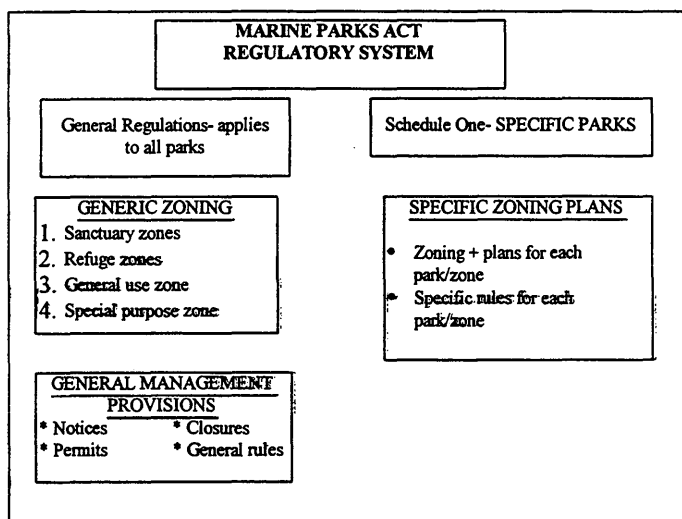 MARINE PARKS ACT
REGULATORY SYSTEM
General Regulations- applies
to all parks
Schedule One- SPECIFIC PARKS
GENERIC ZONING
1. Sanctuary zones
2. Refuge zones
3. General use zone
4. Special purpose zone
SPECIFIC ZONING PLANS
• Zoning + plans for each
park/zone
• Specific rules for each
park/zone
GENERAL MANAGEMENT
PROVISIONS
* Notices * Closures
* Permits * General rules